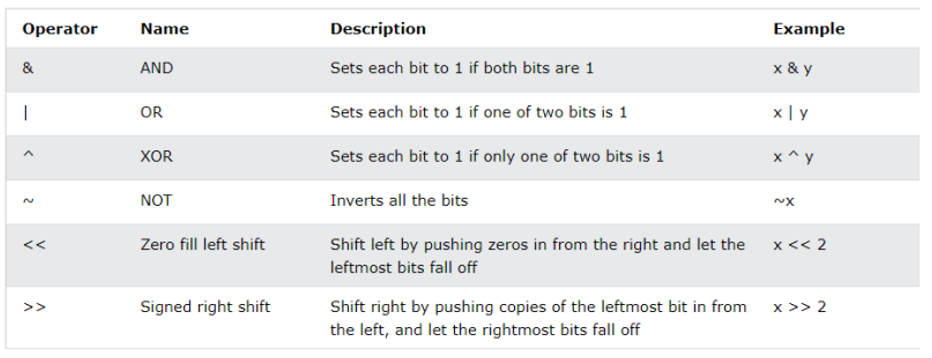 Operator Name Description Example
& AND Sets each bit to 1 if both bits are 1 x & y
| OR Sets each bit to 1 if one of two bits is 1 x | y
^ XOR Sets each bit to 1 if only one of two bits is 1 x ^ y
~ NOT Inverts all the bits ~x
<< Zero fill left shift Shift left by pushing zeros in from the right and let the x << 2
leftmost bits fall off
>> Signed right shift Shift right by pushing copies of the leftmost bit in from x >> 2
the left, and let the rightmost bits fall off